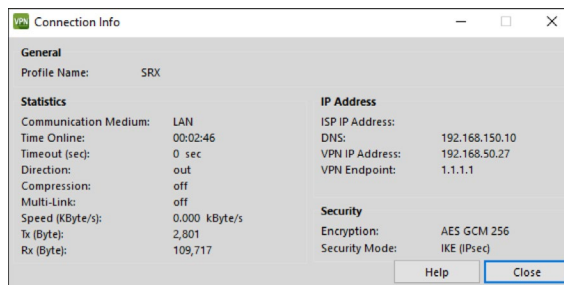 VPN Connection Info
General
Profile Name: SRX
Statistics
Communication Medium: LAN
Time Online: 00:02:46
Timeout (sec): 0 sec
Direction: out
Compression: off
Multi-Link: off
Speed (KByte/s): 0.000 KByte/s
Tx (Byte): 2,801
Rx (Byte): 109,717
IP Address
ISP IP Address:
DNS: 192.168.150.10
VPN IP Address: 192.168.50.27
VPN Endpoint: 1.1.1.1
Security
Encryption: AES GCM 256
Security Mode: IKE (IPsec)
Help Close